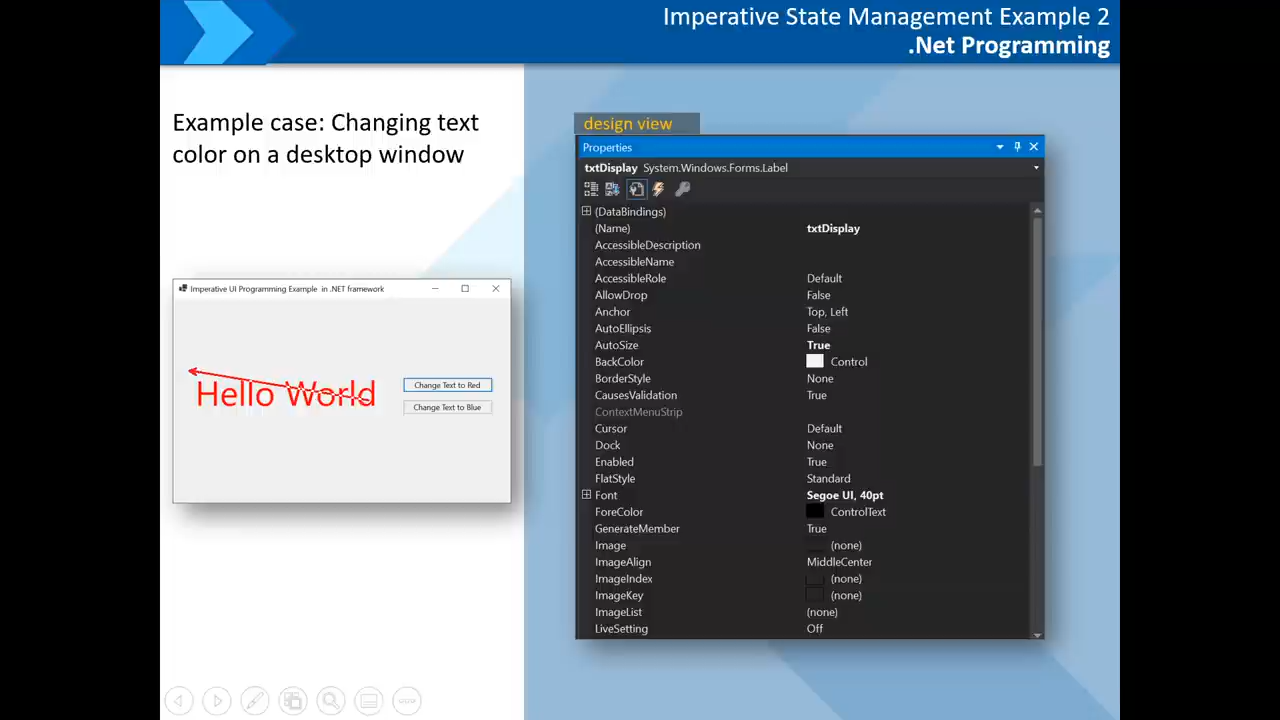 Imperative State Management Example 2
.Net Programming
Example case: Changing text
color on a desktop window
Imperative UI Programming Example in .NET framework
Hello World
Change Text to Red
Change Text to Blue
design view
Properties
txtDisplay System.Windows.Forms.Label
(DataBindings)
(Name) txtDisplay
AccessibleDescription
AccessibleName
AccessibleRole Default
AllowDrop False
Anchor Top, Left
AutoEllipsis False
AutoSize True
BackColor Control
BorderStyle None
CausesValidation True
ContextMenuStrip
Cursor Default
Dock None
Enabled True
FlatStyle Standard
Font Segoe UI, 40pt
ForeColor ControlText
GenerateMember True
Image (none)
ImageAlign MiddleCenter
ImageIndex (none)
ImageKey (none)
ImageList (none)
LiveSetting Off